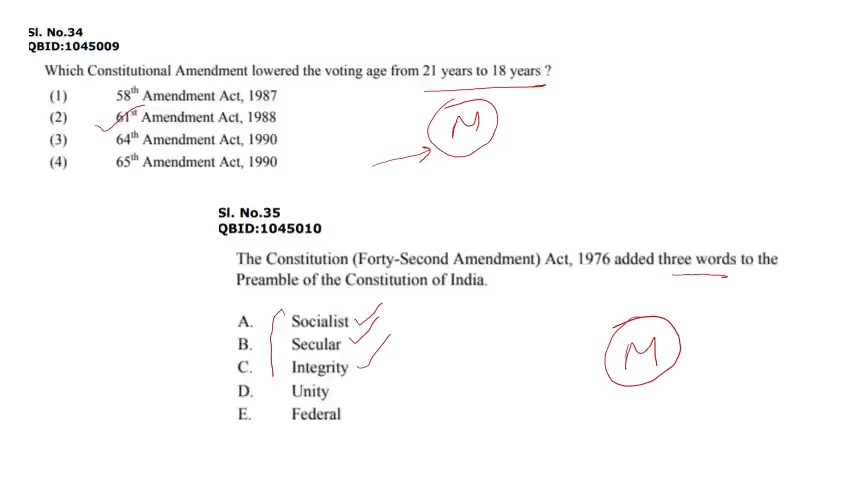 Sl. No.34
QBID:1045009
Which Constitutional Amendment lowered the voting age from 21 years to 18 years ?
(1) 58th Amendment Act, 1987
(2) 61st Amendment Act, 1988
(3) 64th Amendment Act, 1990
(4) 65th Amendment Act, 1990
M
Sl. No.35
QBID:1045010
The Constitution (Forty-Second Amendment) Act, 1976 added three words to the
Preamble of the Constitution of India.
A. Socialist
B. Secular
C. Integrity
D. Unity
E. Federal
M